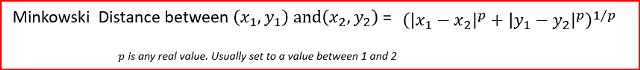 Minkowski Distance between (x₁, y₁) and(x₂, y₂) = (|x₁ − x₂|ᵖ + |y₁ − y₂|ᵖ)¹/ᵖ
p is any real value. Usually set to a value between 1 and 2